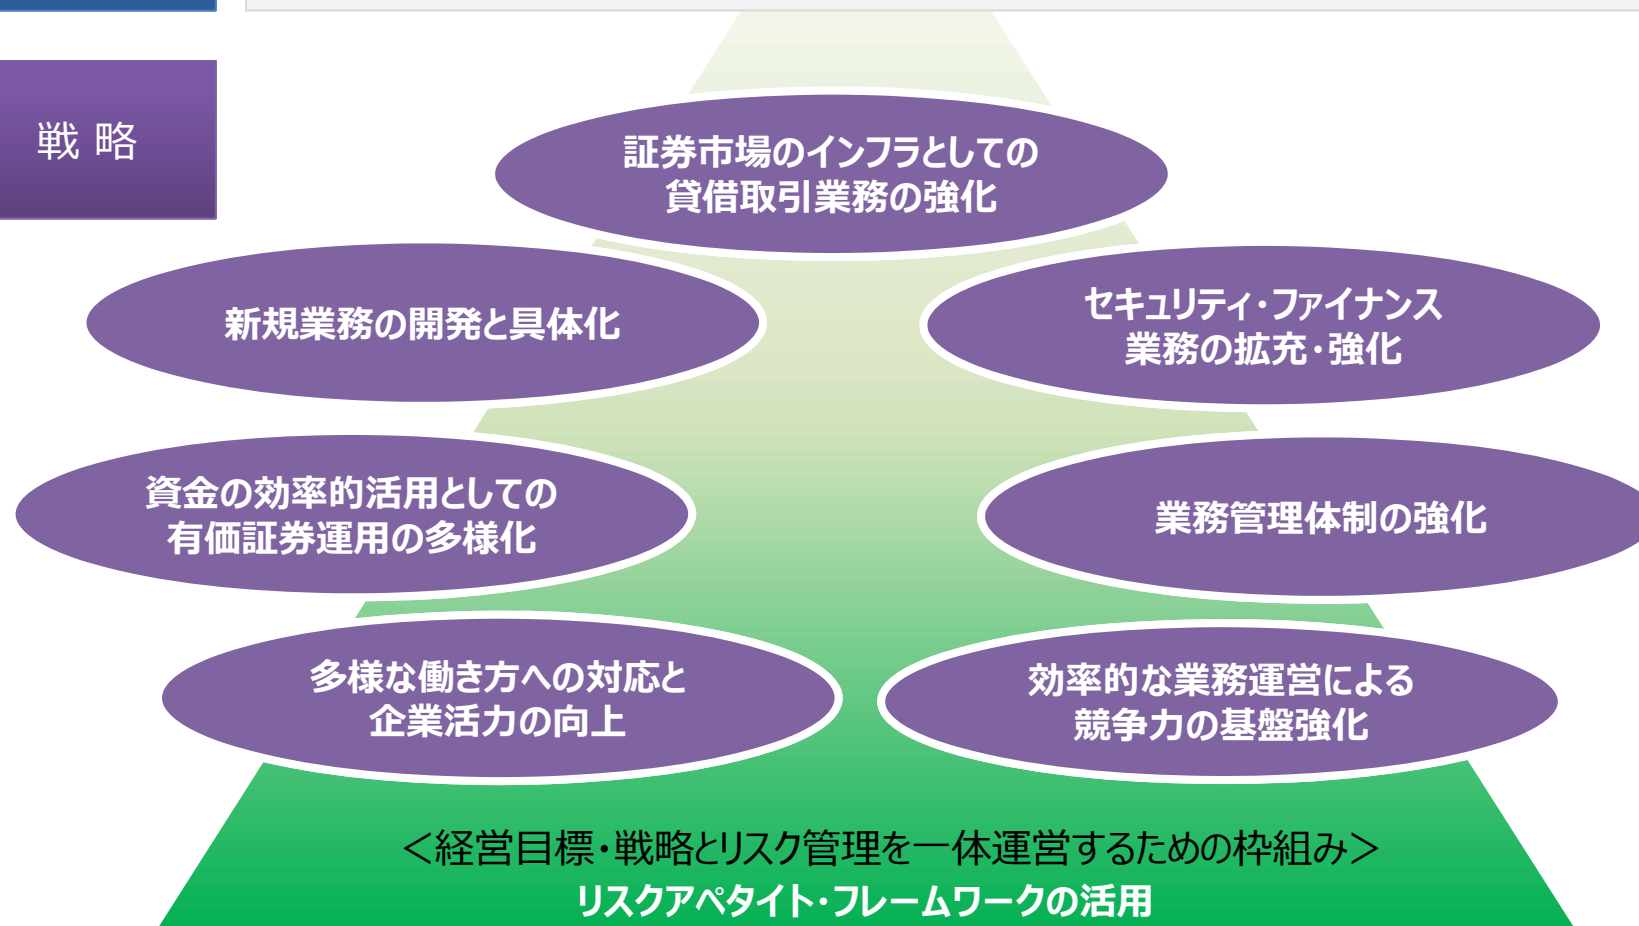 戦 略
証券市場のインフラとしての
貸借取引業務の強化
新規業務の開発と具体化
セキュリティ・ファイナンス
業務の拡充・強化
資金の効率的活用としての
有価証券運用の多様化
業務管理体制の強化
多様な働き方への対応と
企業活力の向上
効率的な業務運営による
競争力の基盤強化
＜経営目標・戦略とリスク管理を一体運営するための枠組み＞
リスクアペタイト・フレームワークの活用